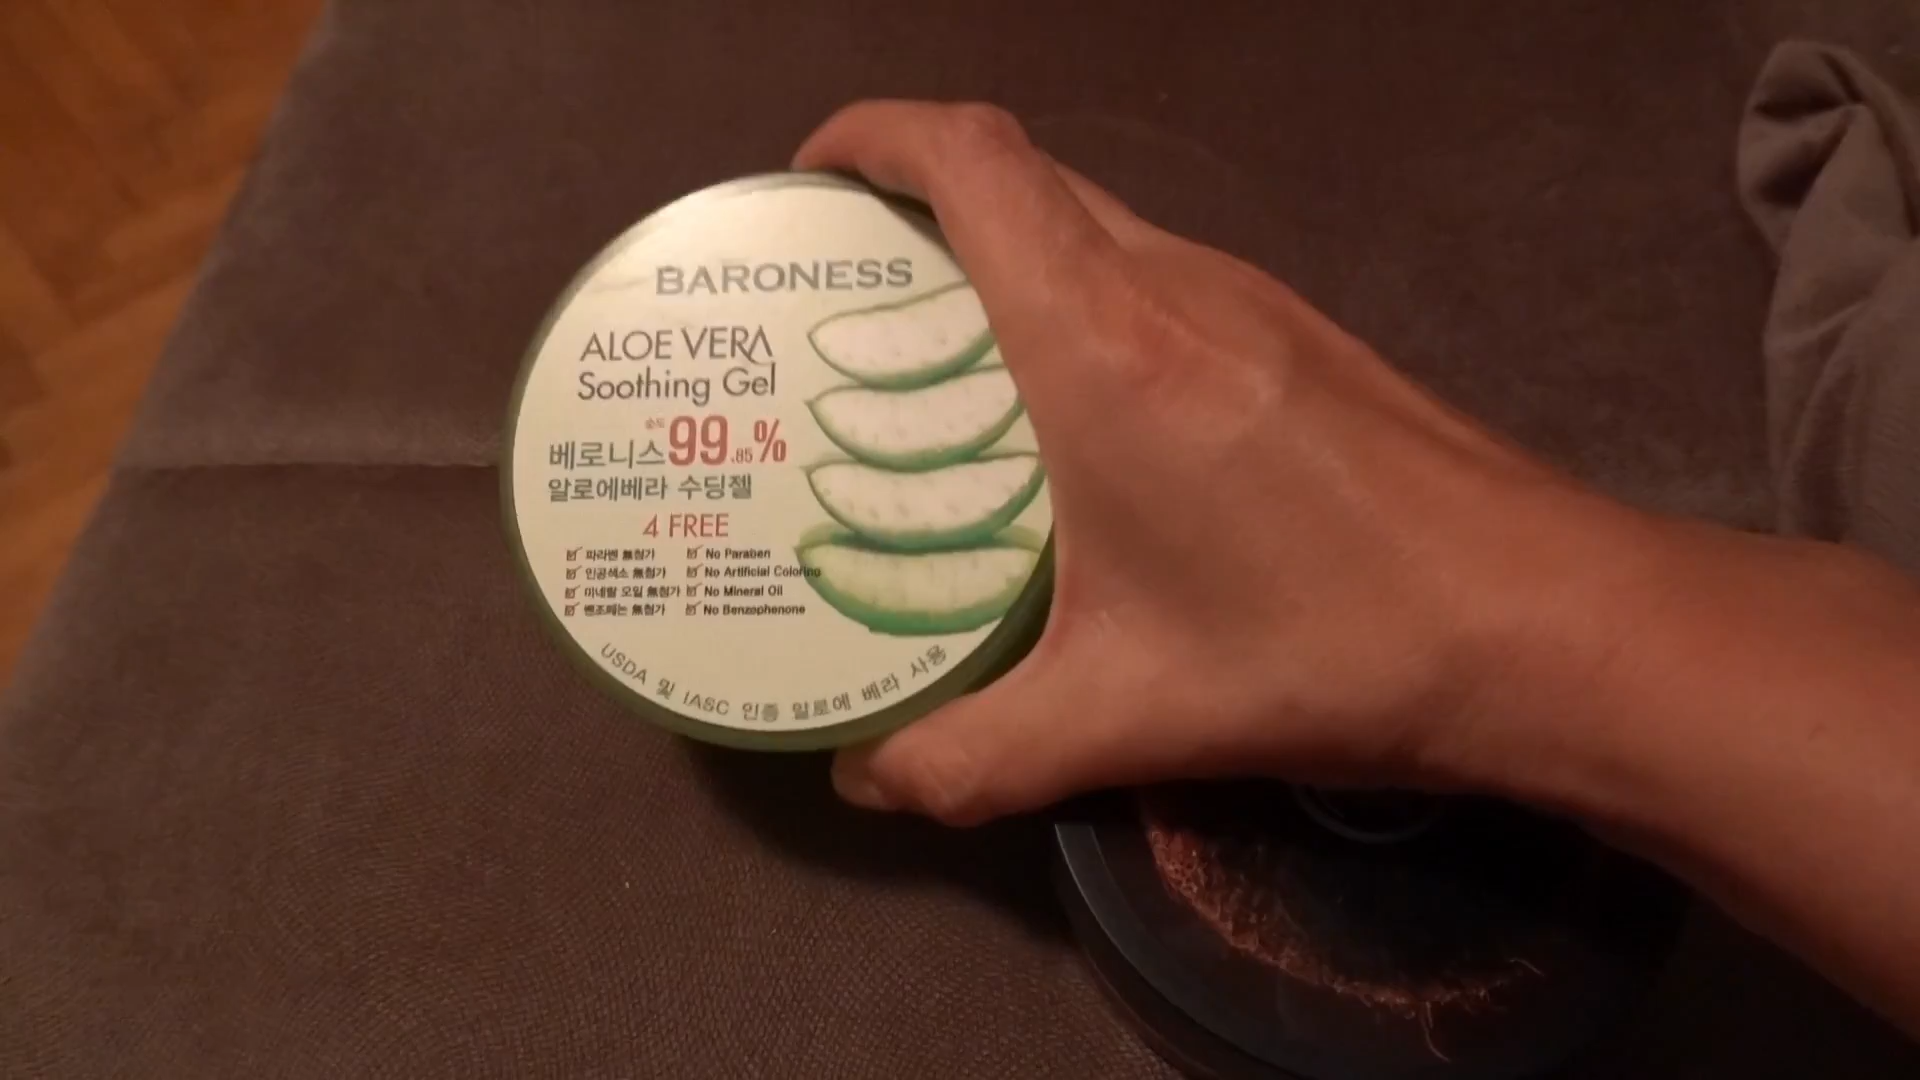 BARONESS
ALOE VERA
Soothing Gel
순도
베로니스 99.85%
알로에베라 수딩젤
4 FREE
파라벤 無첨가 No Paraben
인공색소 無첨가 No Artificial Coloring
미네랄 오일 無첨가 No Mineral Oil
벤조페논 無첨가 No Benzophenone
USDA 및 IASC 인증 알로에 베라 사용